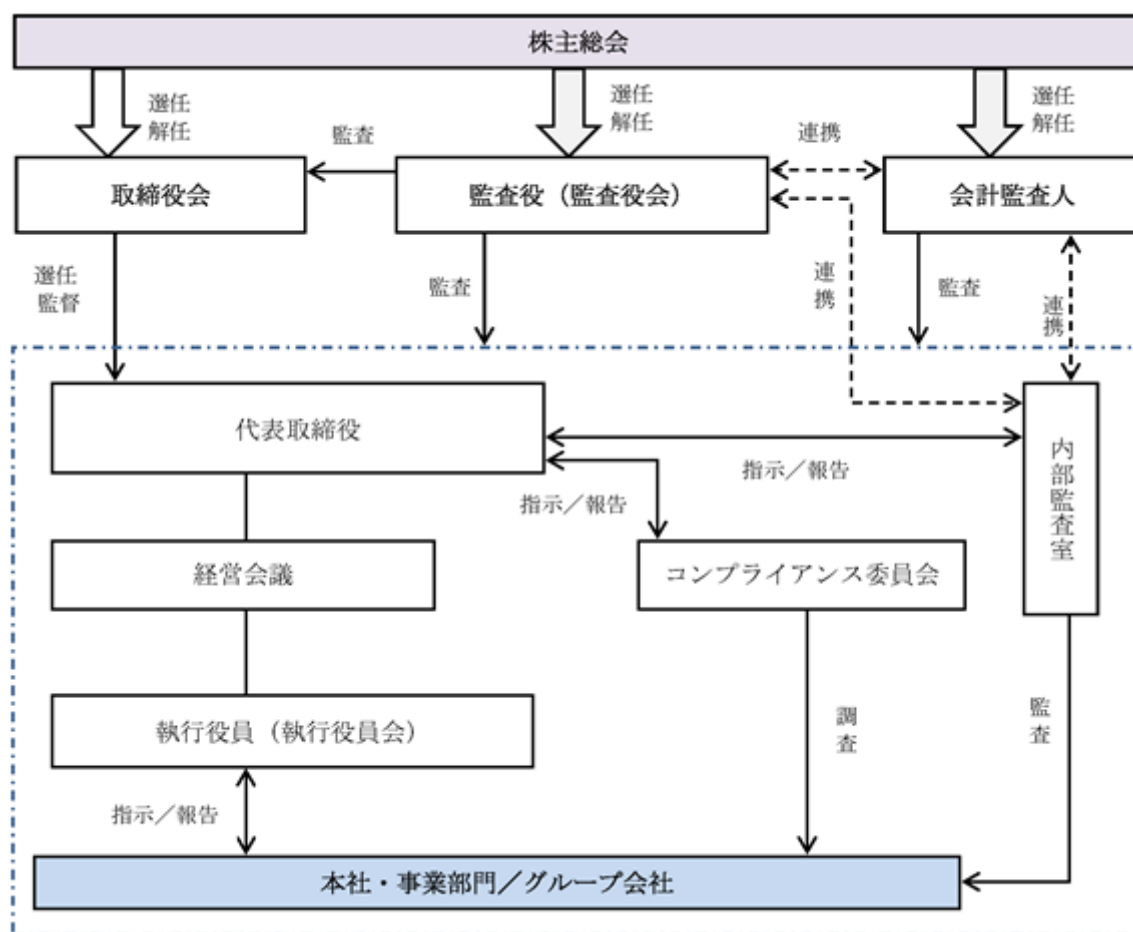 株主総会
選任
解任
選任
解任
選任
解任
監査
連携
取締役会
監査役（監査役会）
会計監査人
選任
監督
監査
連携
監査
連携
代表取締役
指示／報告
指示／報告
内部監査室
経営会議
コンプライアンス委員会
執行役員（執行役員会）
調査
監査
指示／報告
本社・事業部門／グループ会社